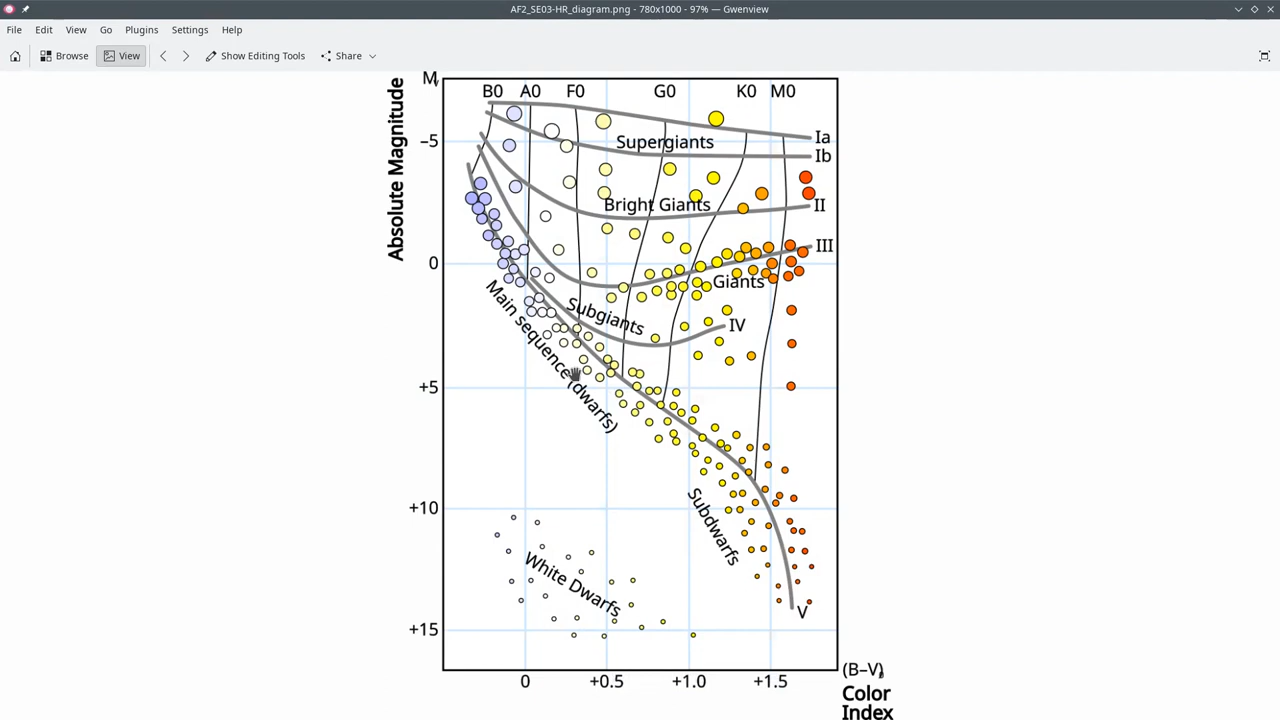 AF2_SE03-HR_diagram.png - 780x1000 - 97% — Gwenview
File Edit View Go Plugins Settings Help
Browse View Show Editing Tools Share
Mv
B0 A0 F0 G0 K0 M0
Absolute Magnitude
Ia
Supergiants
Ib
−5
Bright Giants
II
III
0
Giants
Subgiants
IV
Main sequence (dwarfs)
+5
+10
Subdwarfs
White Dwarfs
V
+15
(B–V)0
0 +0.5 +1.0 +1.5
Color
Index